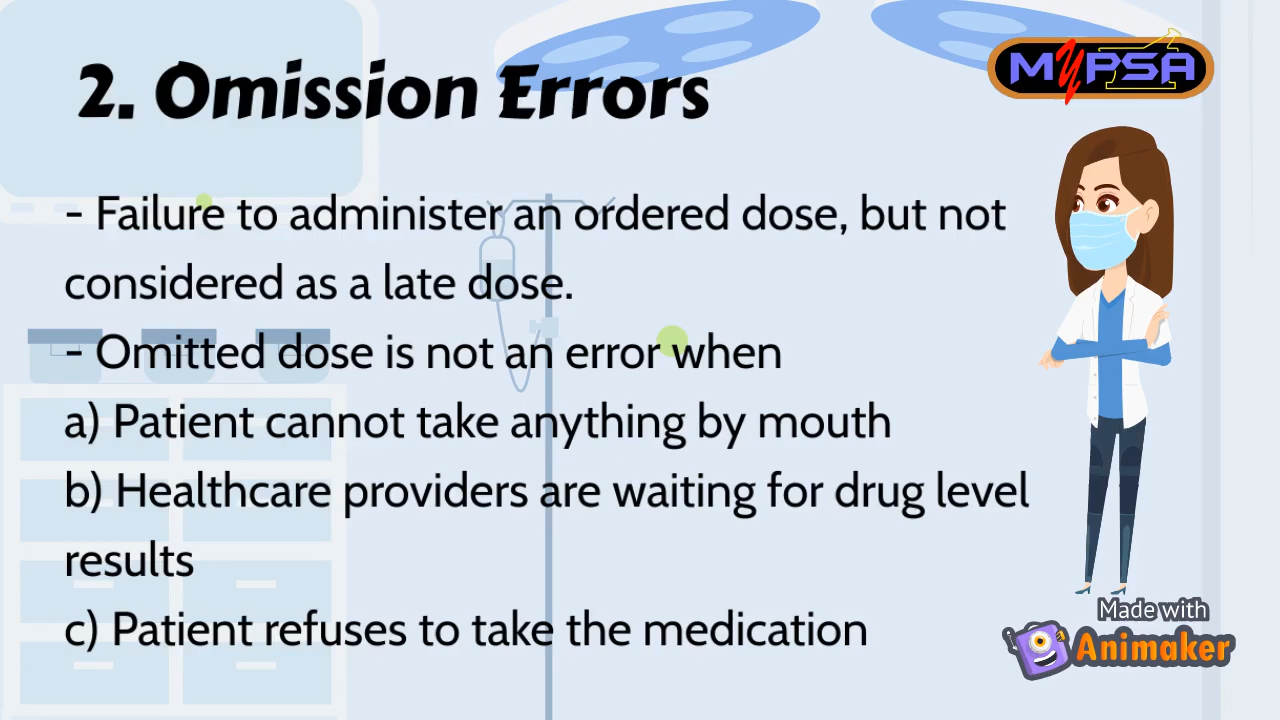 2. Omission Errors
MYPSA
- Failure to administer an ordered dose, but not
considered as a late dose.
- Omitted dose is not an error when
a) Patient cannot take anything by mouth
b) Healthcare providers are waiting for drug level
results
c) Patient refuses to take the medication
Made with
Animaker